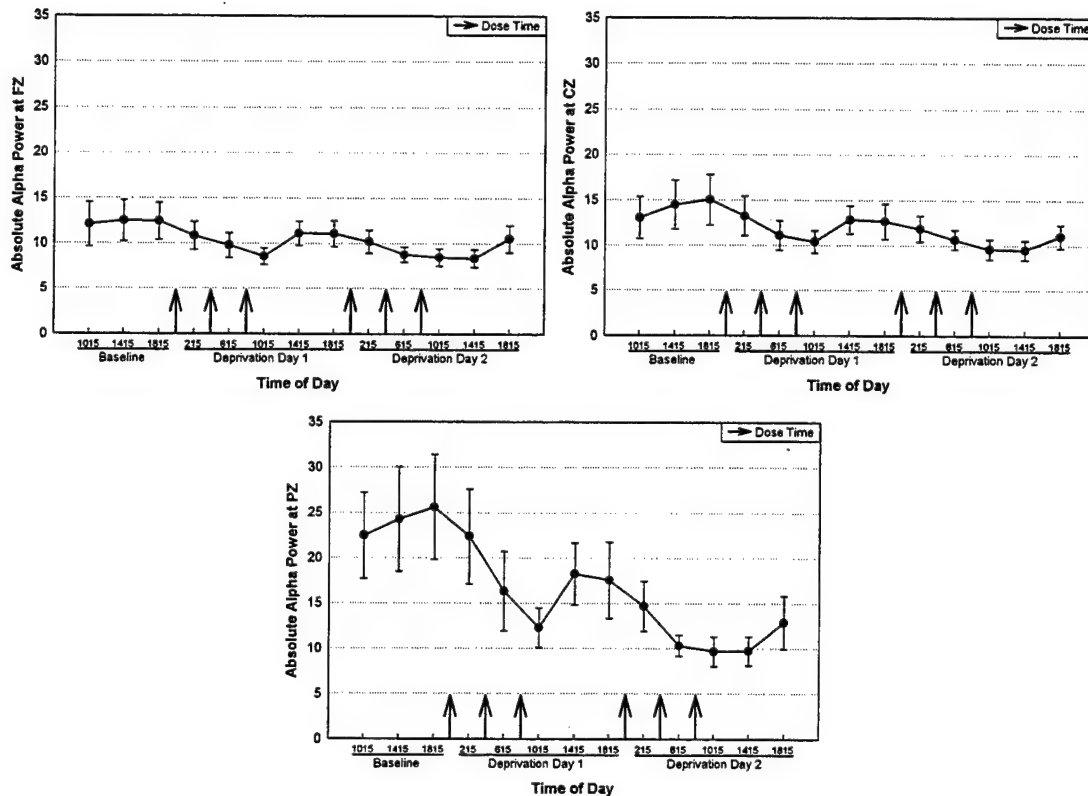 Dose Time
35
30
25
20
15
10
5
0
Absolute Alpha Power at FZ
1015 1415 1815 215 615 1015 1415 1815 215 615 1015 1415 1815
Baseline Deprivation Day 1 Deprivation Day 2
Time of Day
Dose Time
35
30
25
20
15
10
5
0
Absolute Alpha Power at CZ
1015 1415 1815 215 615 1015 1415 1815 215 615 1015 1415 1815
Baseline Deprivation Day 1 Deprivation Day 2
Time of Day
Dose Time
35
30
25
20
15
10
5
0
Absolute Alpha Power at PZ
1015 1415 1815 215 615 1015 1415 1815 215 615 1015 1415 1815
Baseline Deprivation Day 1 Deprivation Day 2
Time of Day